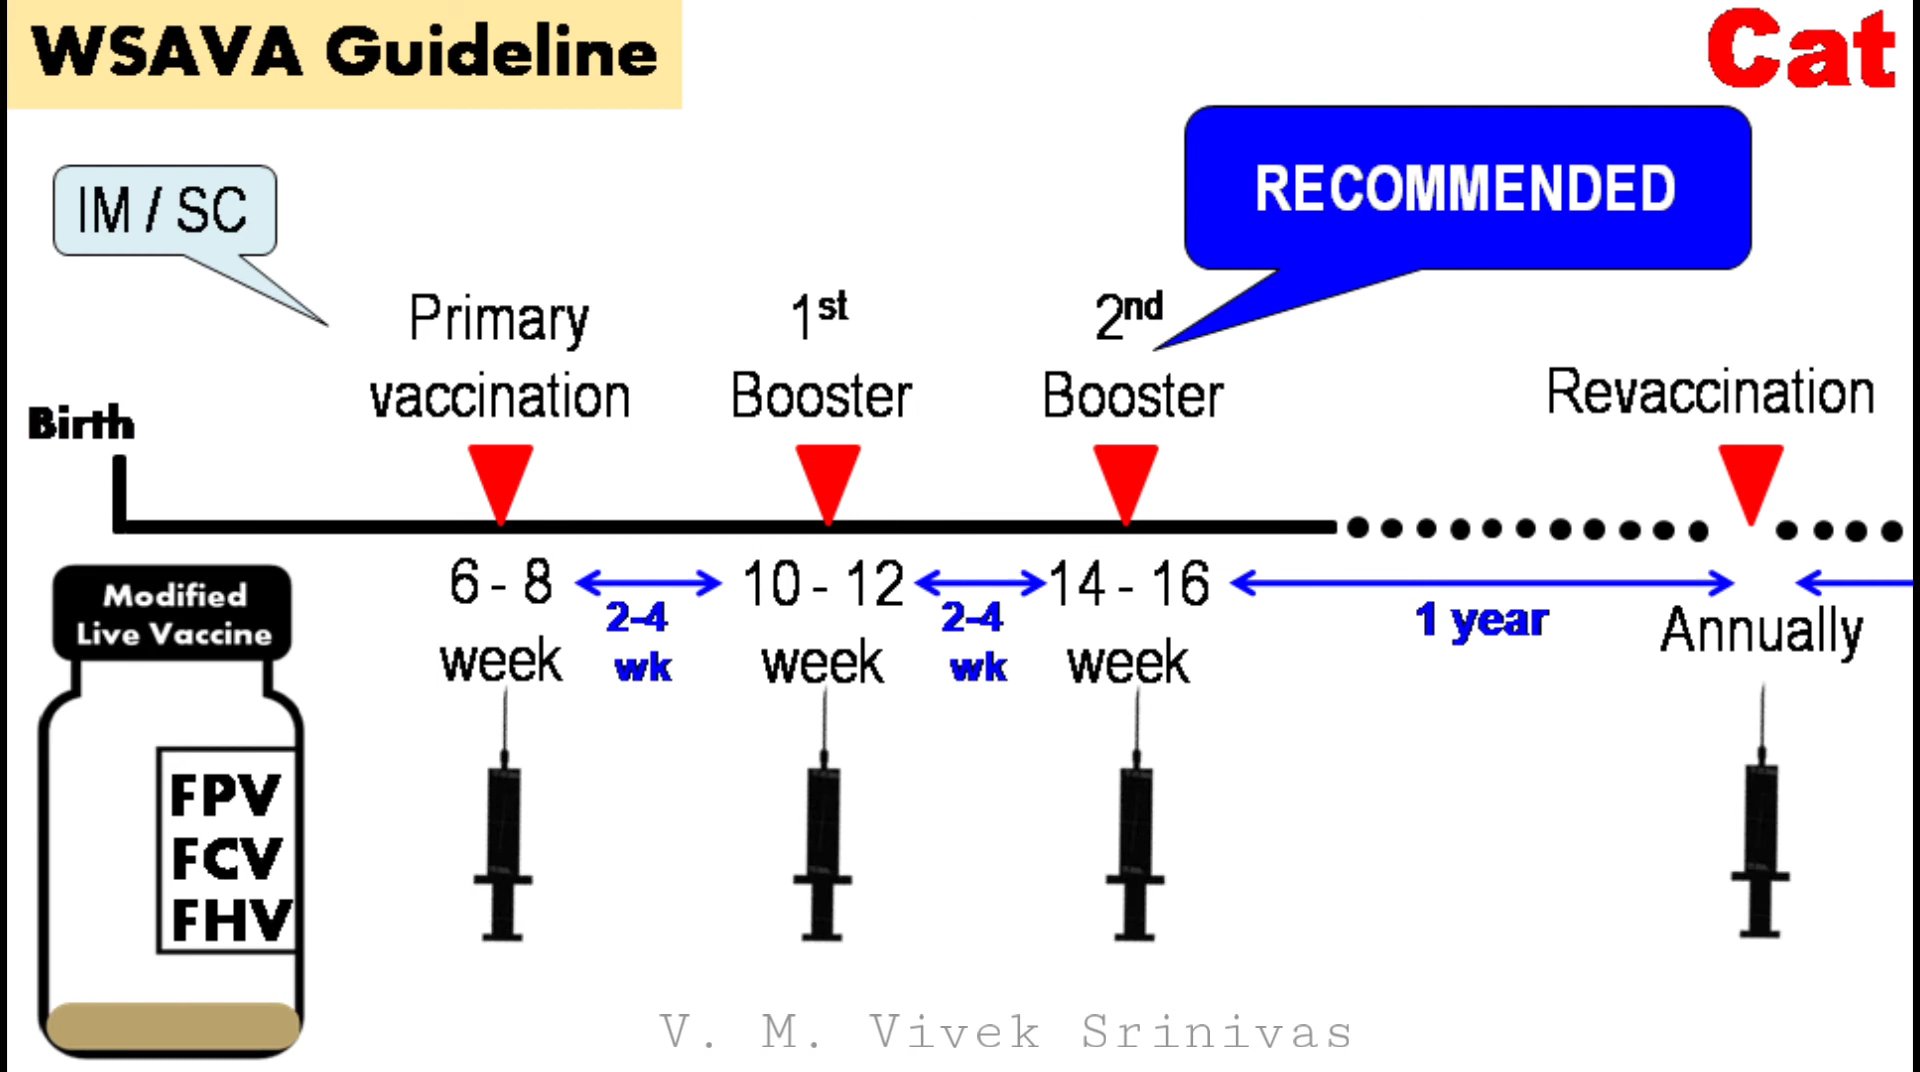 WSAVA Guideline
Cat
IM / SC
RECOMMENDED
Primary
vaccination
1st
Booster
2nd
Booster
Revaccination
Birth
6 - 8
week
2-4
wk
10 - 12
week
2-4
wk
14 - 16
week
1 year
Annually
Modified
Live Vaccine
FPV
FCV
FHV
V. M. Vivek Srinivas